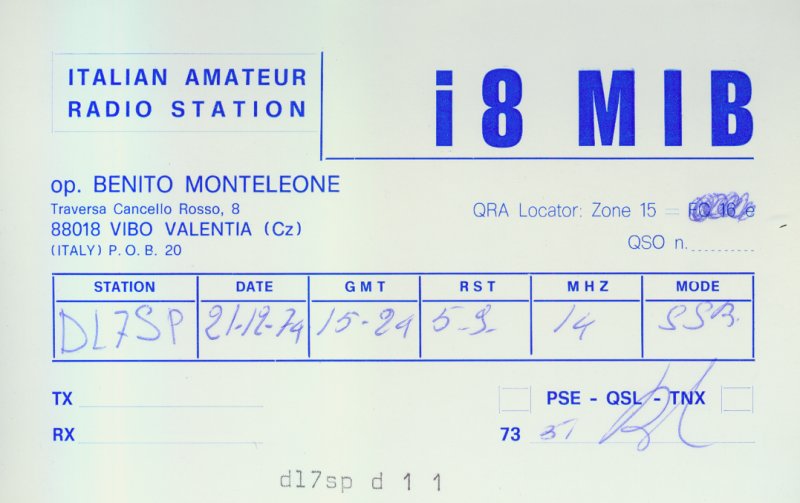 ITALIAN AMATEUR
RADIO STATION
i8 MIB
op. BENITO MONTELEONE
Traversa Cancello Rosso, 8
88018 VIBO VALENTIA (Cz)
(ITALY) P. O. B. 20
QRA Locator: Zone 15 =
QSO n.
STATION DATE GMT RST MHZ MODE
DL7SP 21-12-74 15-29 5-9- 14 SSB.
TX
RX
PSE - QSL - TNX
73 51
dl7sp d 1 1